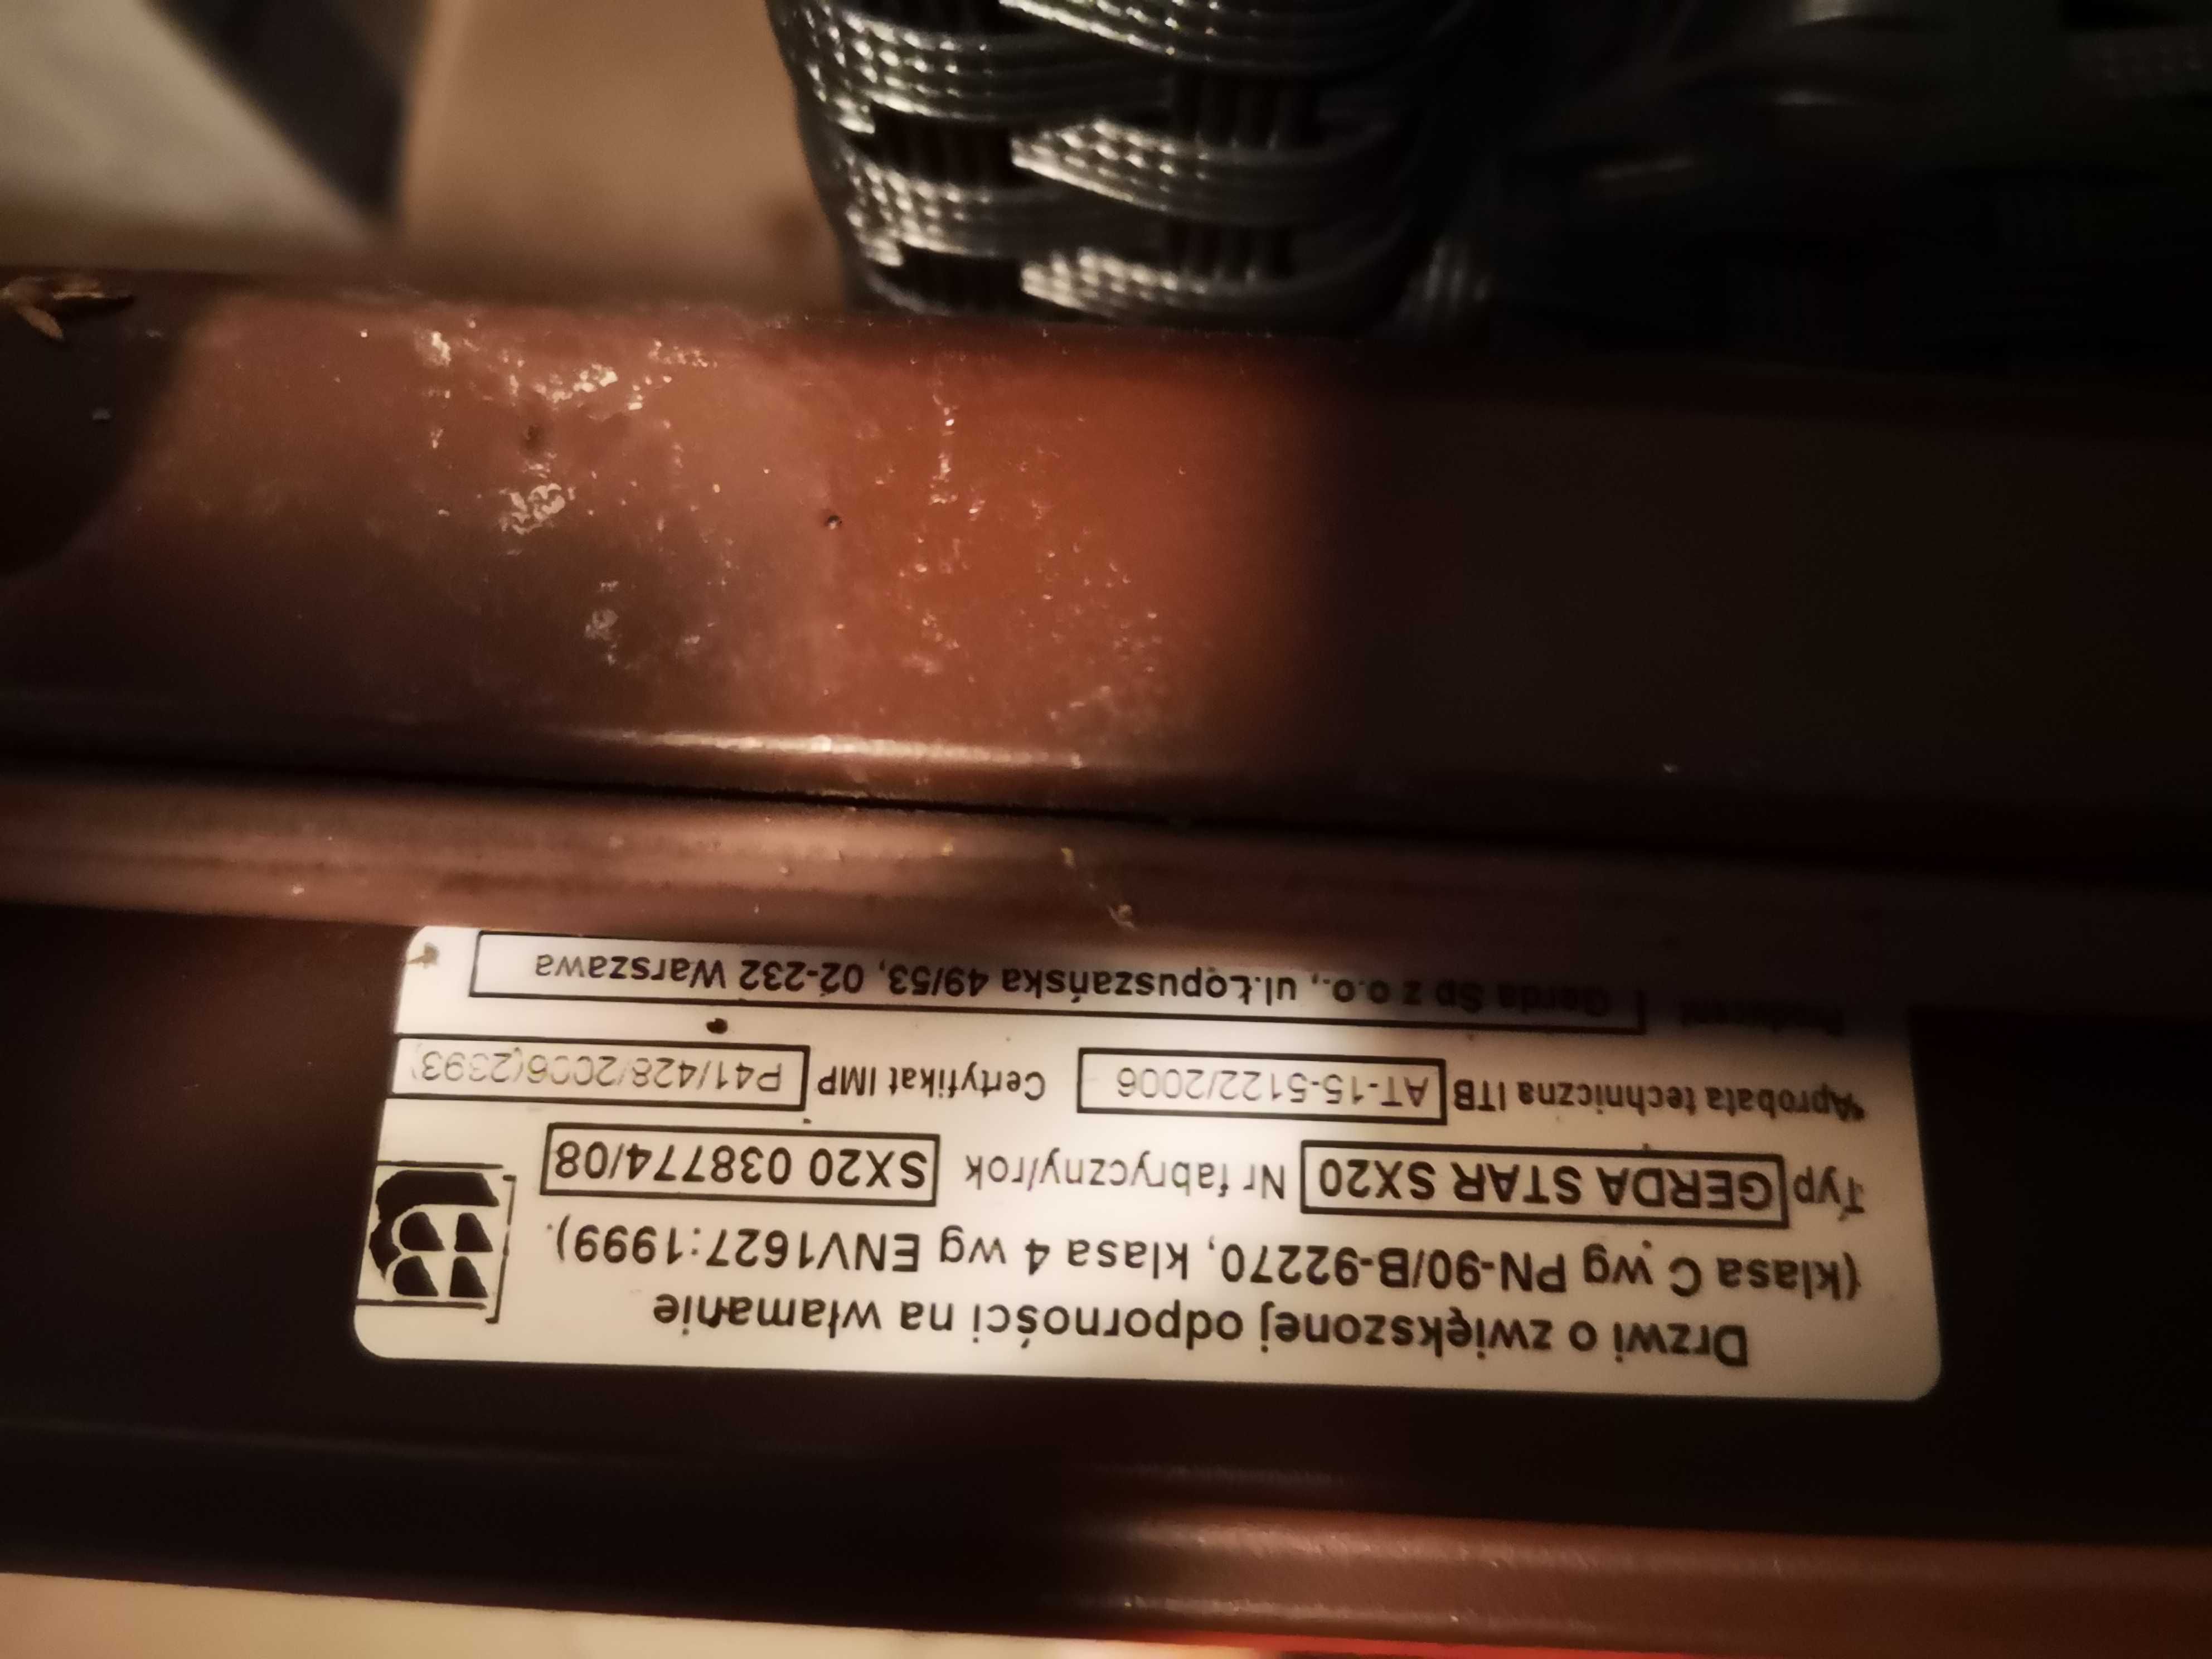 Drzwi o zwiększonej odporności na włamanie
(klasa C wg PN-90/B-92270, klasa 4 wg ENV1627:1999).
Typ GERDA STAR SX20 Nr fabryczny/rok SX20 038774/08
*Aprobata techniczna ITB AT-15-5122/2006 Certyfikat IMP P41/428/2006(2393)
Producent Gerda Sp z o.o., ul.Łopuszańska 49/53, 02-232 Warszawa